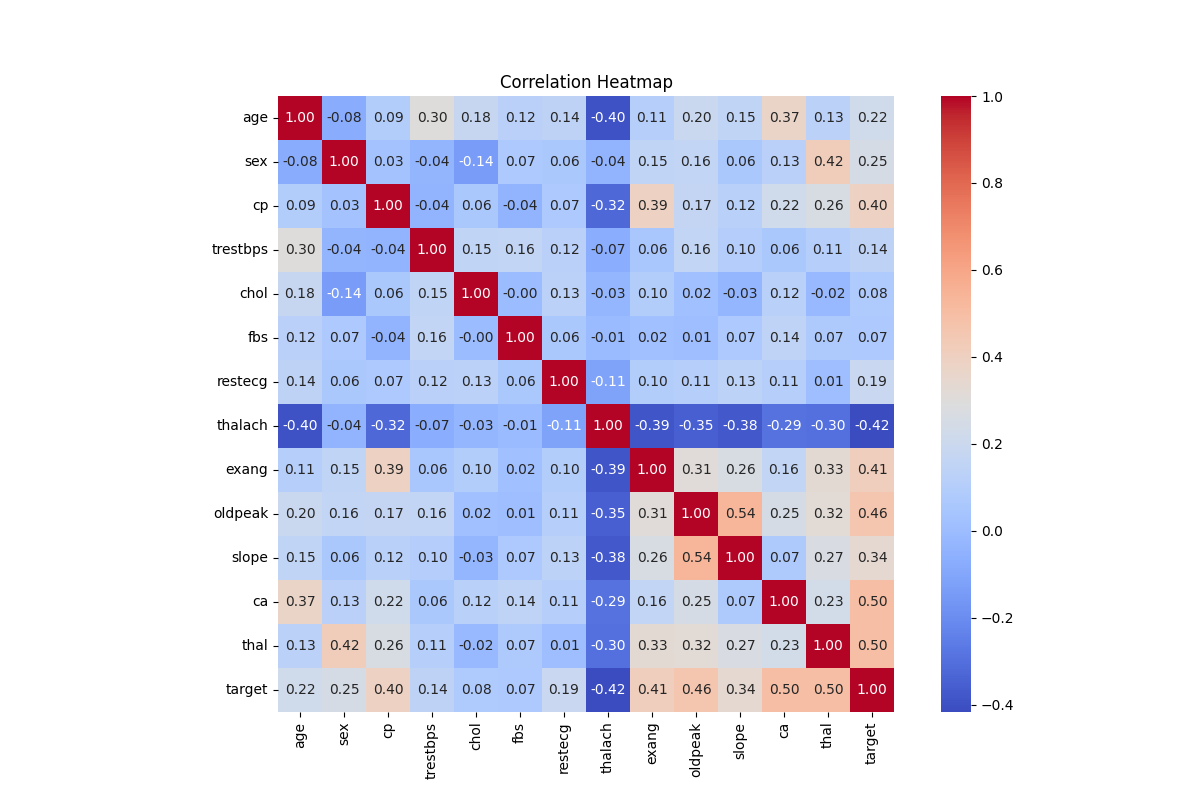 Correlation Heatmap
age 1.00 -0.08 0.09 0.30 0.18 0.12 0.14 -0.40 0.11 0.20 0.15 0.37 0.13 0.22
sex -0.08 1.00 0.03 -0.04 -0.14 0.07 0.06 -0.04 0.15 0.16 0.06 0.13 0.42 0.25
cp 0.09 0.03 1.00 -0.04 0.06 -0.04 0.07 -0.32 0.39 0.17 0.12 0.22 0.26 0.40
trestbps 0.30 -0.04 -0.04 1.00 0.15 0.16 0.12 -0.07 0.06 0.16 0.10 0.06 0.11 0.14
chol 0.18 -0.14 0.06 0.15 1.00 -0.00 0.13 -0.03 0.10 0.02 -0.03 0.12 -0.02 0.08
fbs 0.12 0.07 -0.04 0.16 -0.00 1.00 0.06 -0.01 0.02 0.01 0.07 0.14 0.07 0.07
restecg 0.14 0.06 0.07 0.12 0.13 0.06 1.00 -0.11 0.10 0.11 0.13 0.11 0.01 0.19
thalach -0.40 -0.04 -0.32 -0.07 -0.03 -0.01 -0.11 1.00 -0.39 -0.35 -0.38 -0.29 -0.30 -0.42
exang 0.11 0.15 0.39 0.06 0.10 0.02 0.10 -0.39 1.00 0.31 0.26 0.16 0.33 0.41
oldpeak 0.20 0.16 0.17 0.16 0.02 0.01 0.11 -0.35 0.31 1.00 0.54 0.25 0.32 0.46
slope 0.15 0.06 0.12 0.10 -0.03 0.07 0.13 -0.38 0.26 0.54 1.00 0.07 0.27 0.34
ca 0.37 0.13 0.22 0.06 0.12 0.14 0.11 -0.29 0.16 0.25 0.07 1.00 0.23 0.50
thal 0.13 0.42 0.26 0.11 -0.02 0.07 0.01 -0.30 0.33 0.32 0.27 0.23 1.00 0.50
target 0.22 0.25 0.40 0.14 0.08 0.07 0.19 -0.42 0.41 0.46 0.34 0.50 0.50 1.00
age sex cp trestbps chol fbs restecg thalach exang oldpeak slope ca thal target
1.0
0.8
0.6
0.4
0.2
0.0
−0.2
−0.4